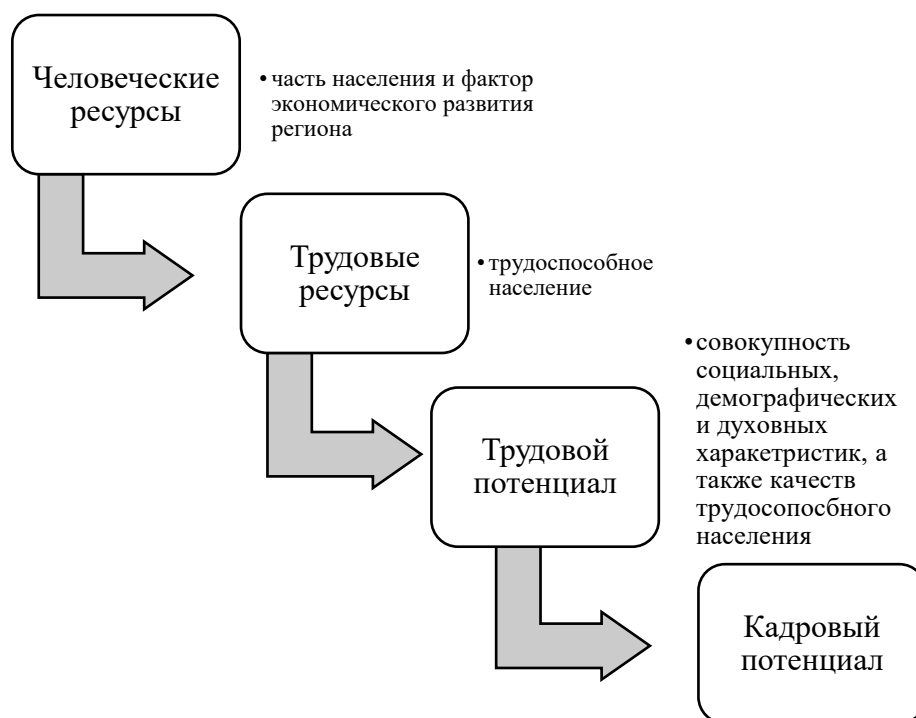 Человеческие
ресурсы
• часть населения и фактор
экономического развития
региона
Трудовые
ресурсы
• трудоспособное
население
Трудовой
потенциал
• совокупность
социальных,
демографических
и духовных
харакетристик, а
также качеств
трудосопосбного
населения
Кадровый
потенциал